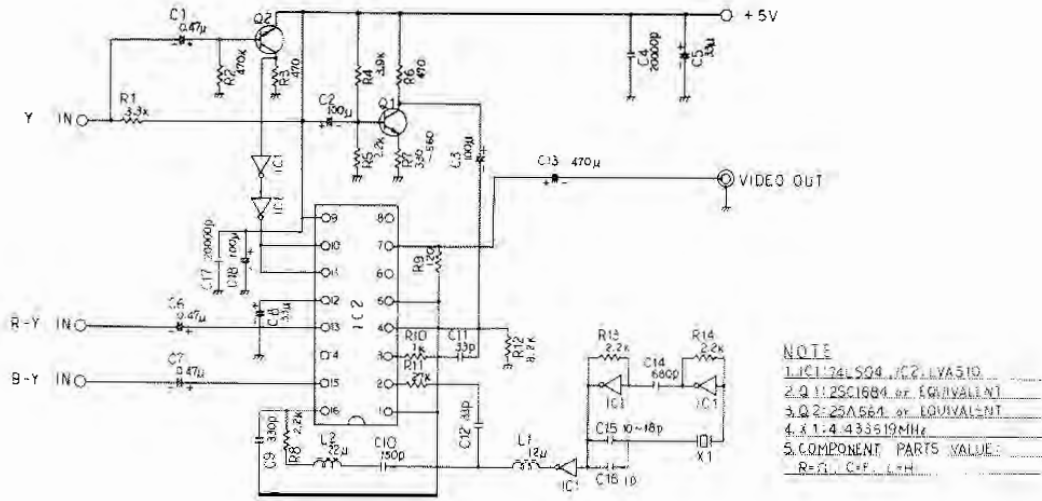 C1
0.47µ
Q2
+5V
R2
470K
R3
470
R4
3.9K
R6
470
C4
20000p
C5
33µ
R1
3.3K
Y IN
C2
100µ
Q1
R5
2.2K
R7
330
~560
C3
100µ
IC1
IC1
C13 470µ
VIDEO OUT
C17 20000p
C18 100µ
9
8
10
7
11
6
12
5
13
4
14
3
15
2
16
1
IC2
R9
120
C6
0.47µ
R-Y IN
C8
33µ
R10
1K
C11
33p
R12
8.2K
R11
27K
C7
0.47µ
B-Y IN
C9 330p
R8 2.2K
L2
22µ
C10
150p
C12 33p
L1
12µ
IC1
R13
2.2K
C14
680p
R14
2.2K
IC1
IC1
C15 10~18p
C16 1p
X1
NOTE
1. IC1:74LS04, IC2:LVA510
2. Q1:2SC1684 or EQUIVALENT
3. Q2:2SA564 or EQUIVALENT
4. X1:4.433619MHz
5. COMPONENT PARTS VALUE:
R=Ω, C=F, L=H